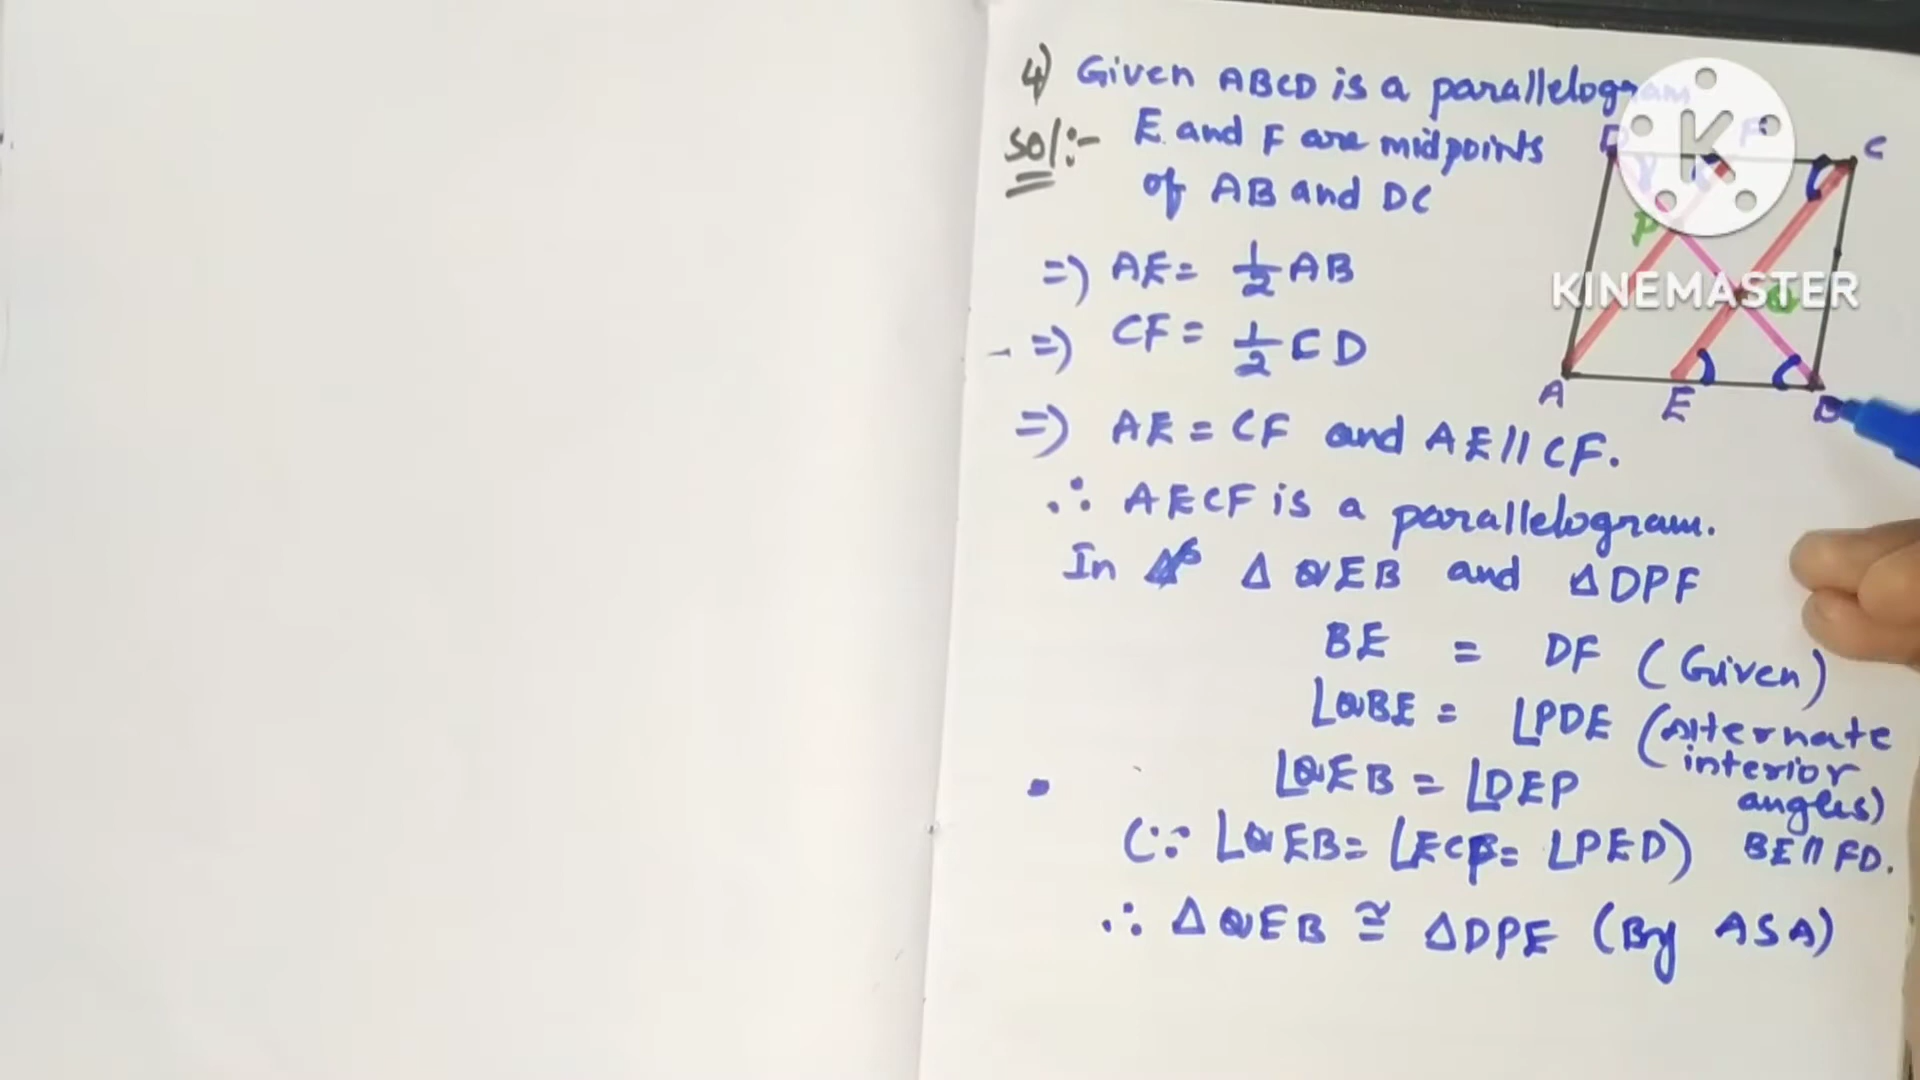 4) Given ABCD is a parallelogram
Sol:- E and F are midpoints
of AB and DC
=> AE = 1/2 AB
=> CF = 1/2 CD
=> AE = CF and AE // CF.
∴ AECF is a parallelogram.
In Δs Δ QEB and Δ DPF
BE = DF (Given)
∠QBE = ∠PDE (Alternate interior angles)
∠QEB = ∠DEP
BE // FD.
(∵ ∠QEB = ∠ECF = ∠PED)
∴ Δ QEB ≅ Δ DPE (By ASA)
D F C
P
Q
A E B
K
KINEMASTER